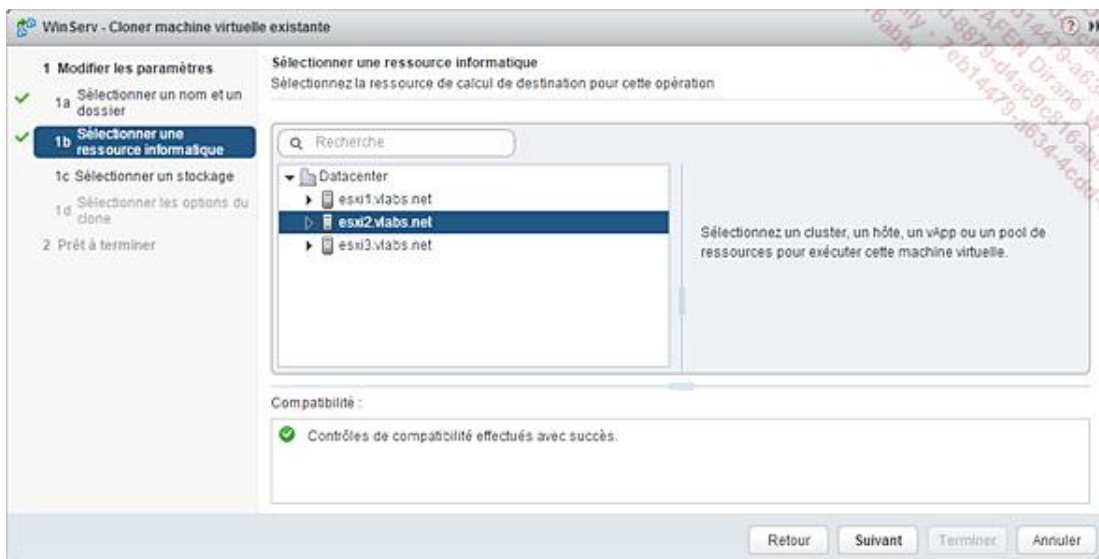 WinServ - Cloner machine virtuelle existante
1 Modifier les paramètres
1a Sélectionner un nom et un
dossier
1b Sélectionner une
ressource informatique
1c Sélectionner un stockage
1d Sélectionner les options du
clone
2 Prêt à terminer
Sélectionner une ressource informatique
Sélectionnez la ressource de calcul de destination pour cette opération
Recherche
Datacenter
esxi1.vlabs.net
esxi2.vlabs.net
esxi3.vlabs.net
Sélectionnez un cluster, un hôte, un vApp ou un pool de
ressources pour exécuter cette machine virtuelle.
Compatibilité :
Contrôles de compatibilité effectués avec succès.
Retour
Suivant
Terminer
Annuler